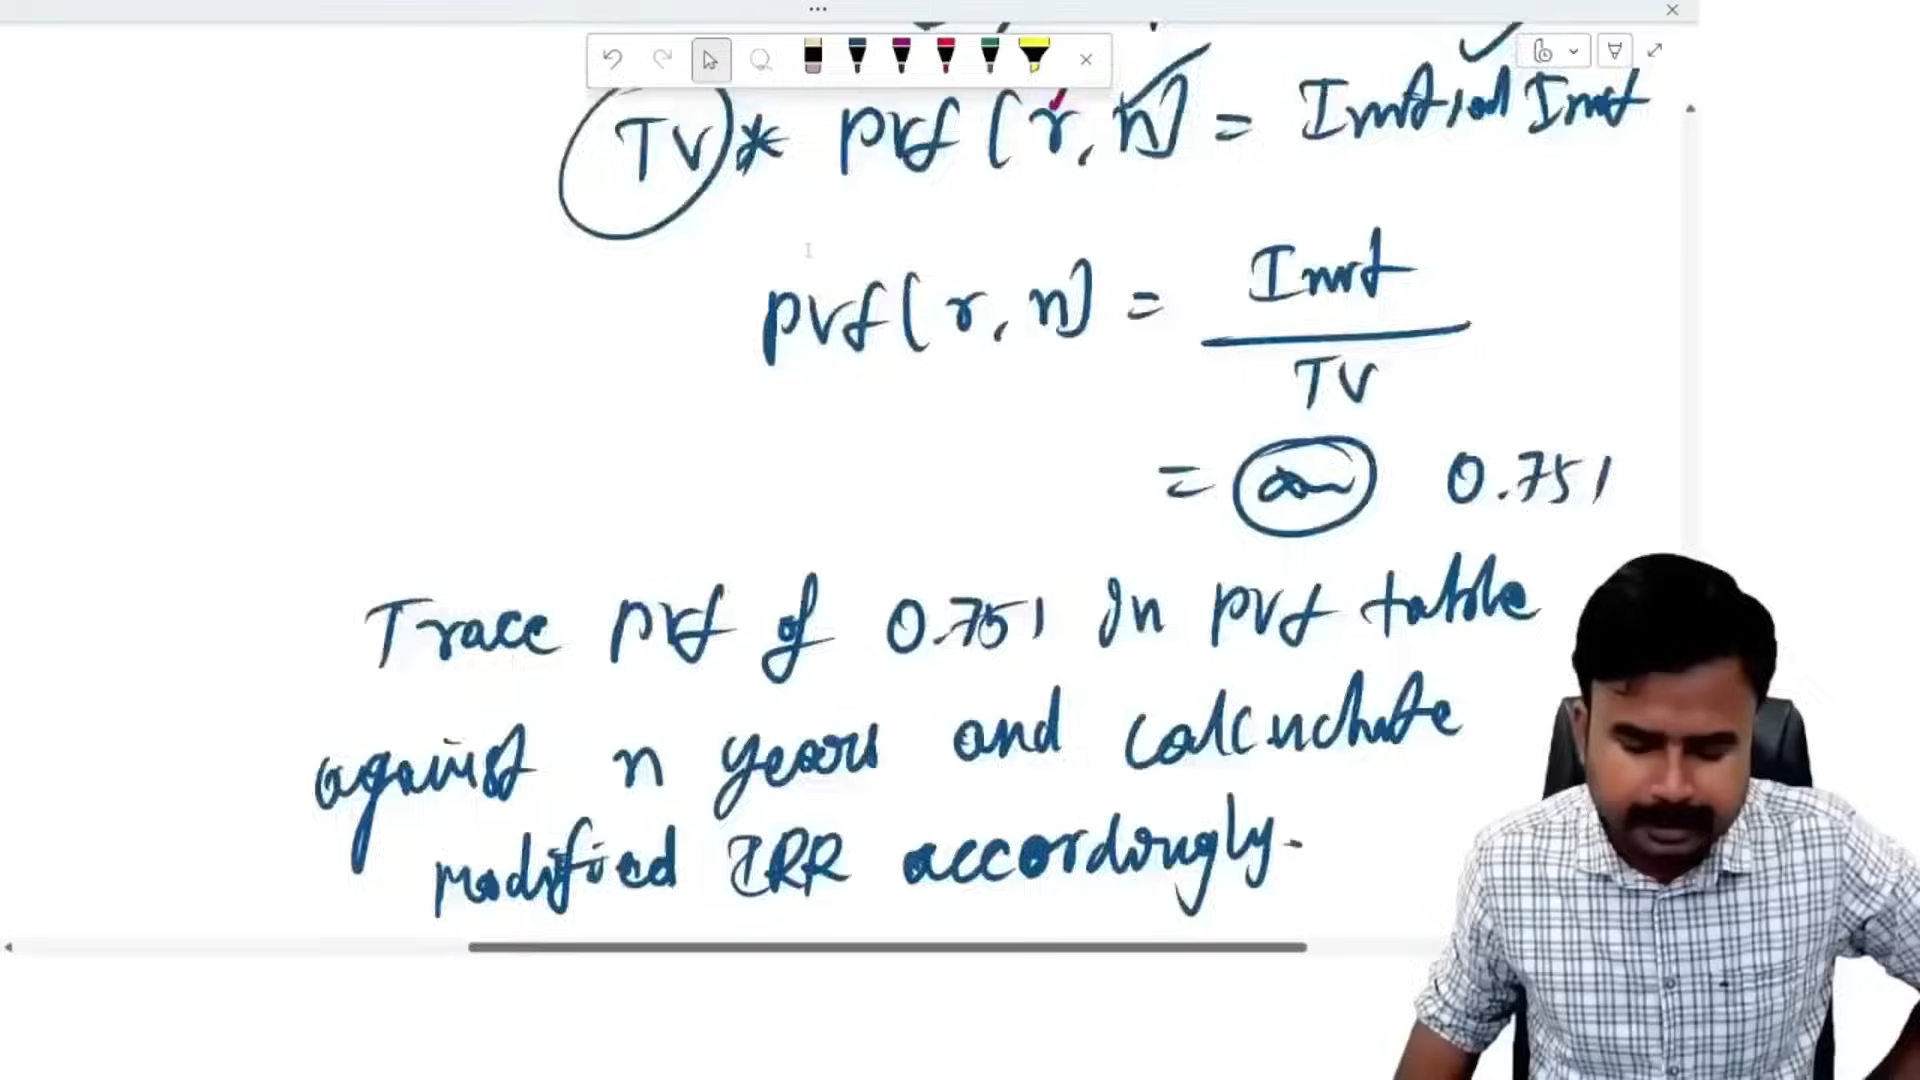 TV * PVf (r, n) = Initial Invt
PVf (r, n) = Invt
TV
= 0.751
Trace PVf of 0.751 in PVf table
against n years and calculate
modified IRR accordingly.